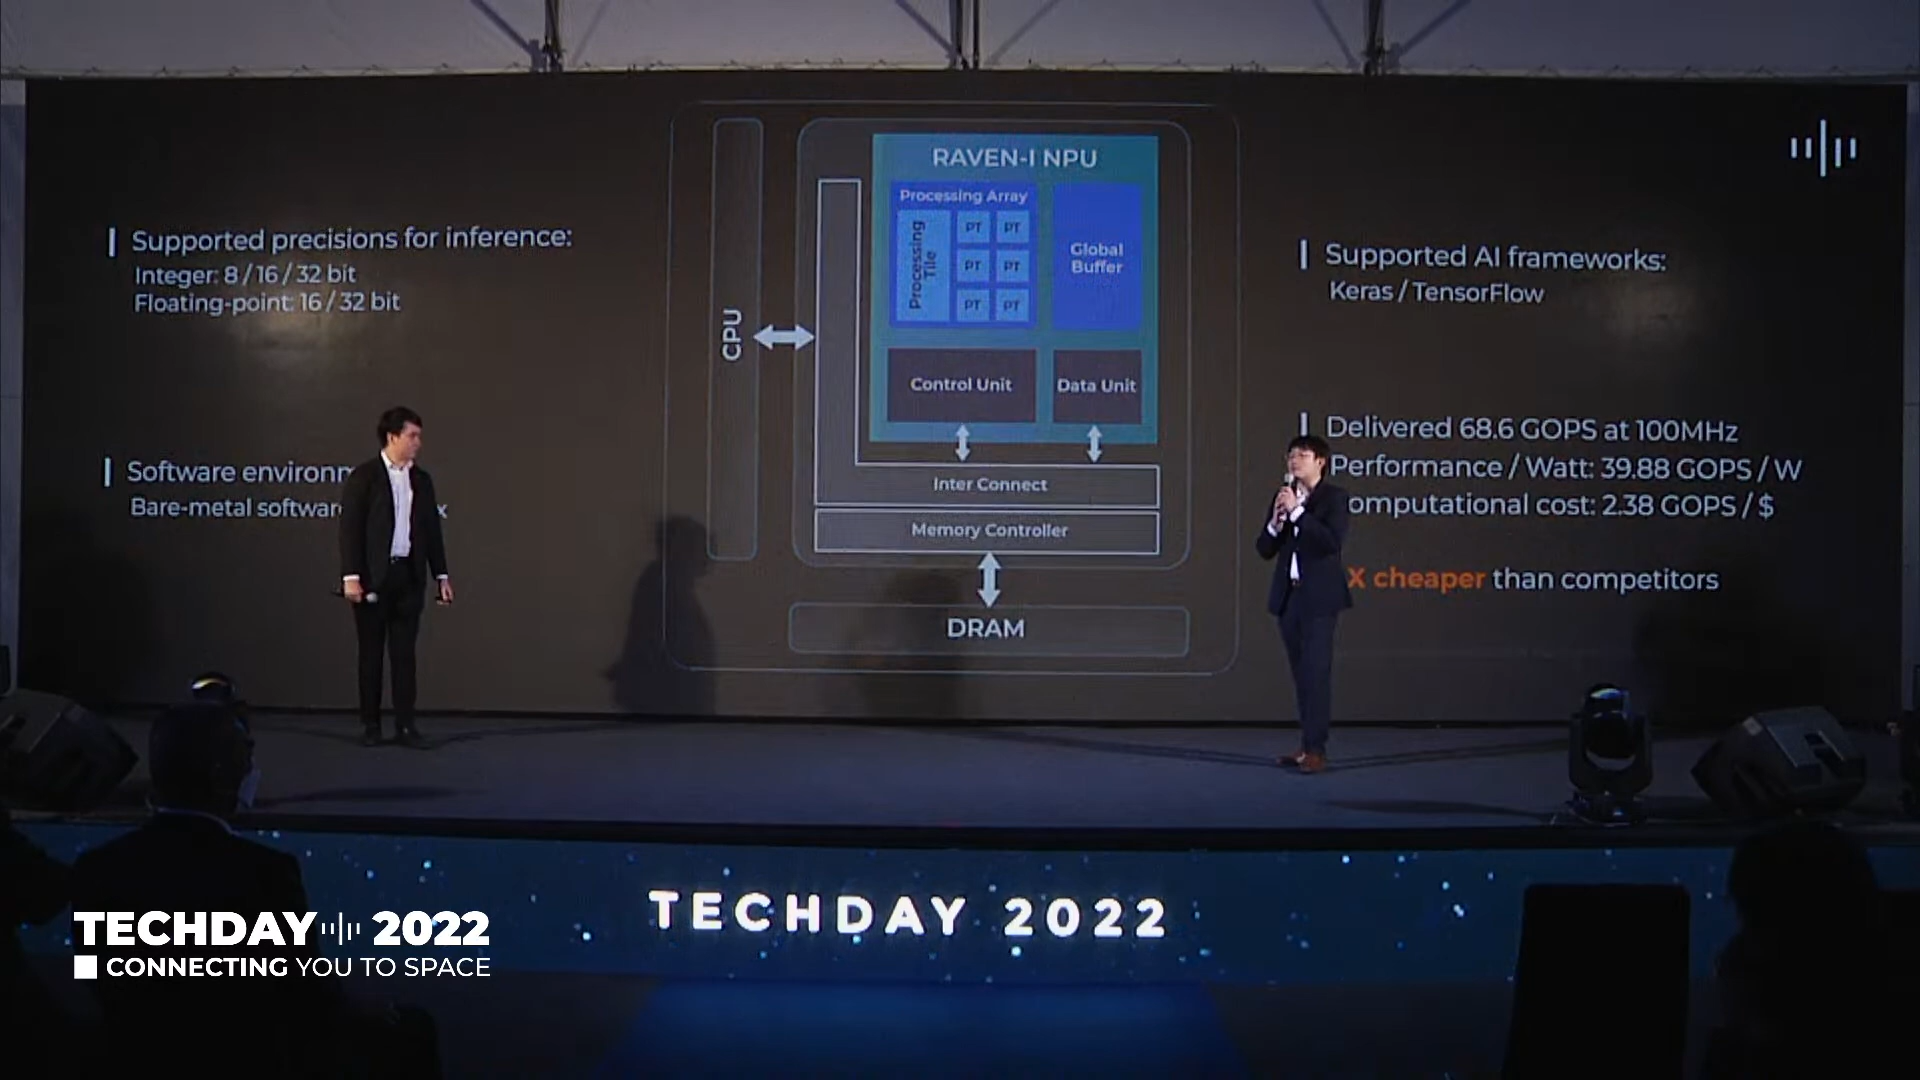 Supported precisions for inference:
Integer: 8 / 16 / 32 bit
Floating-point: 16 / 32 bit
Software
Bare-metal
CPU
RAVEN-I NPU
Processing Array
Processing
Tile
PT PT
PT PT
PT PT
Global
Buffer
Control Unit
Data Unit
Inter Connect
Memory Controller
DRAM
Supported AI frameworks:
Keras / TensorFlow
Delivered 68.6 GOPS at 100MHz
Performance / Watt: 39.88 GOPS / W
cost: 2.38 GOPS / $
X cheaper than competitors
TECHDAY 2022
TECHDAY 2022
CONNECTING YOU TO SPACE